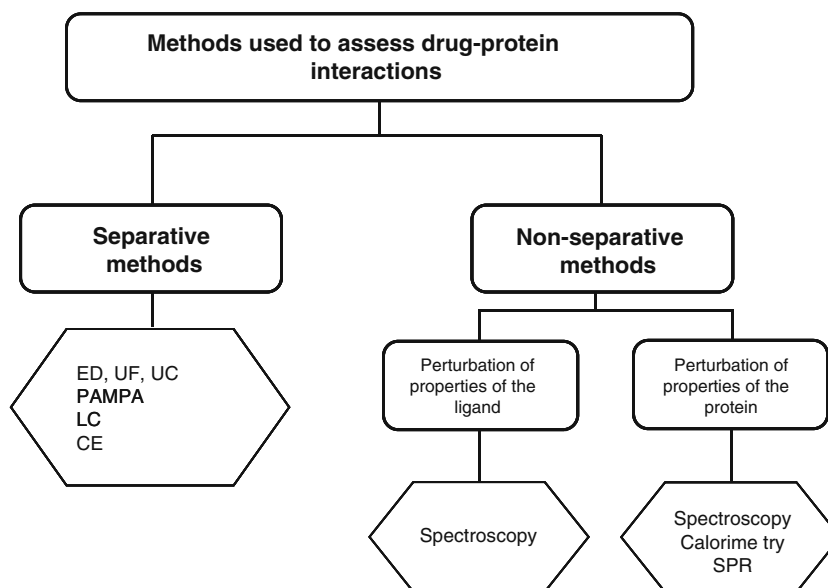 Methods used to assess drug-protein
interactions
Separative
methods
Non-separative
methods
ED, UF, UC
PAMPA
LC
CE
Perturbation of
properties of the
ligand
Perturbation of
properties of the
protein
Spectroscopy
Spectroscopy
Calorime try
SPR